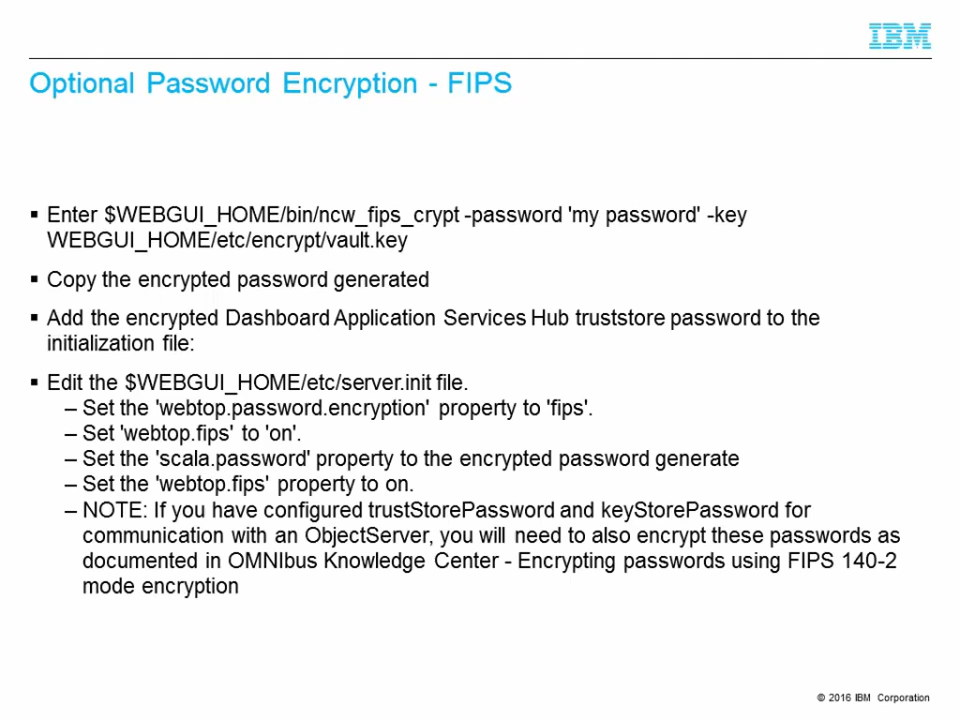 IBM
Optional Password Encryption - FIPS
▪ Enter $WEBGUI_HOME/bin/ncw_fips_crypt -password 'my password' -key
WEBGUI_HOME/etc/encrypt/vault.key
▪ Copy the encrypted password generated
▪ Add the encrypted Dashboard Application Services Hub truststore password to the
initialization file:
▪ Edit the $WEBGUI_HOME/etc/server.init file.
– Set the 'webtop.password.encryption' property to 'fips'.
– Set 'webtop.fips' to 'on'.
– Set the 'scala.password' property to the encrypted password generate
– Set the 'webtop.fips' property to on.
– NOTE: If you have configured trustStorePassword and keyStorePassword for
communication with an ObjectServer, you will need to also encrypt these passwords as
documented in OMNIbus Knowledge Center - Encrypting passwords using FIPS 140-2
mode encryption
© 2016 IBM Corporation